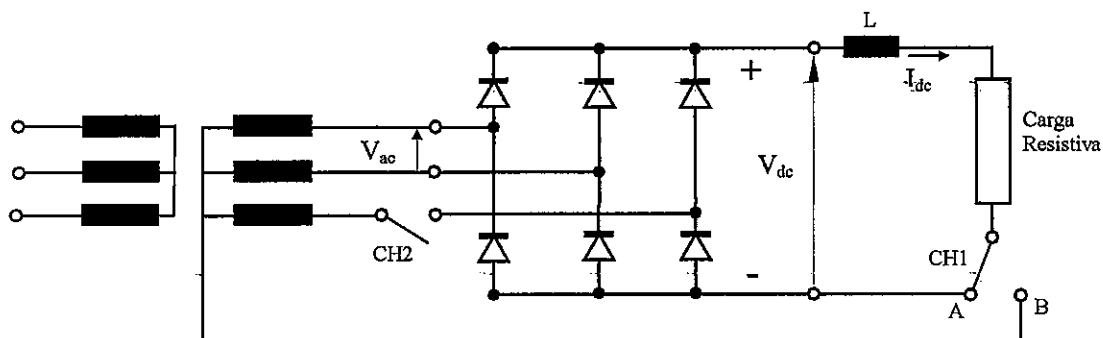 L
+
I_dc
Carga
Resistiva
V_ac
V_dc
CH2
CH1
-
A
B